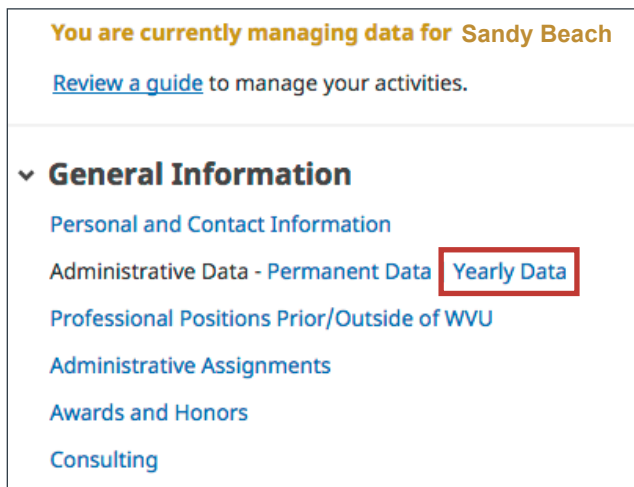 You are currently managing data for Sandy Beach
Review a guide to manage your activities.
General Information
Personal and Contact Information
Administrative Data - Permanent Data Yearly Data
Professional Positions Prior/Outside of WVU
Administrative Assignments
Awards and Honors
Consulting